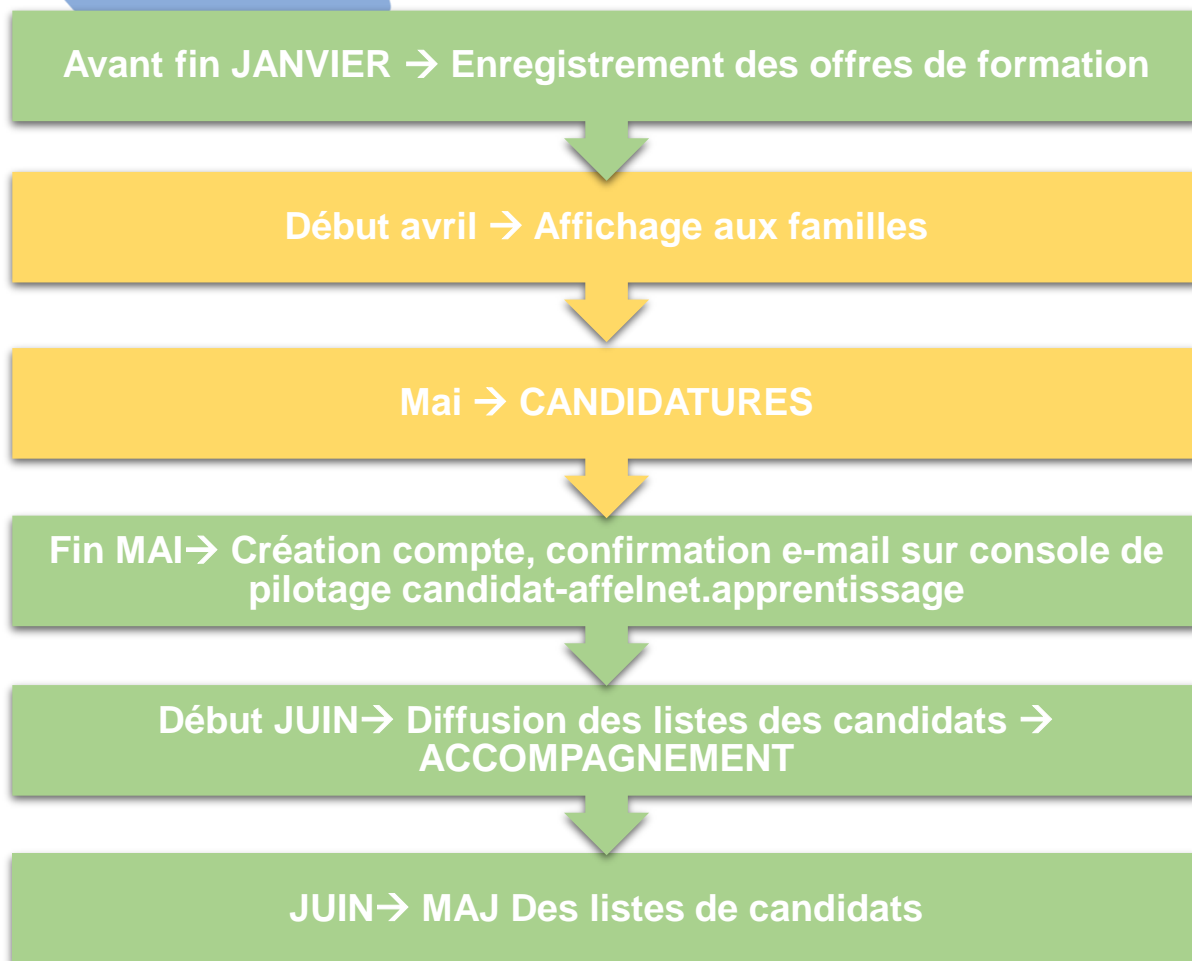 Avant fin JANVIER → Enregistrement des offres de formation
Début avril → Affichage aux familles
Mai → CANDIDATURES
Fin MAI→ Création compte, confirmation e-mail sur console de
pilotage candidat-affelnet.apprentissage
Début JUIN→ Diffusion des listes des candidats →
ACCOMPAGNEMENT
JUIN→ MAJ Des listes de candidats